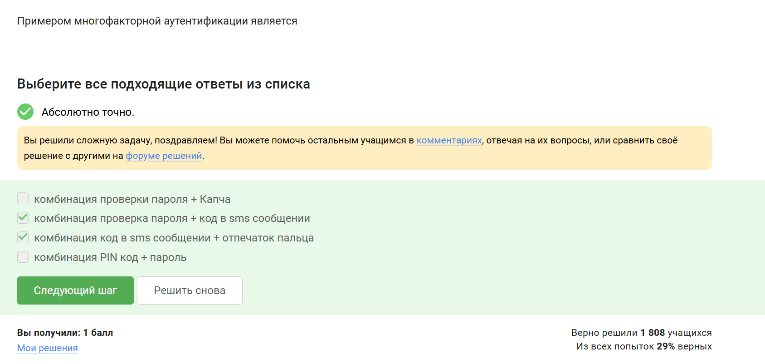 Примером многофакторной аутентификации является
Выберите все подходящие ответы из списка
Абсолютно точно.
Вы решили сложную задачу, поздравляем! Вы можете помочь остальным учащимся в комментариях, отвечая на их вопросы, или сравнить своё
решение с другими на форуме решений.
комбинация проверки пароля + Капча
комбинация проверка пароля + код в sms сообщении
комбинация код в sms сообщении + отпечаток пальца
комбинация PIN код + пароль
Следующий шаг Решить снова
Вы получили: 1 балл Верно решили 1 808 учащихся
Мои решения Из всех попыток 29% верных